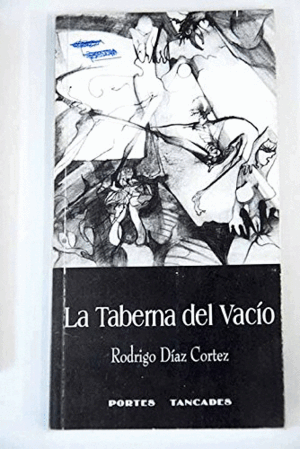 La Taberna del Vacío
Rodrigo Díaz Cortez
PORTES TANCADES